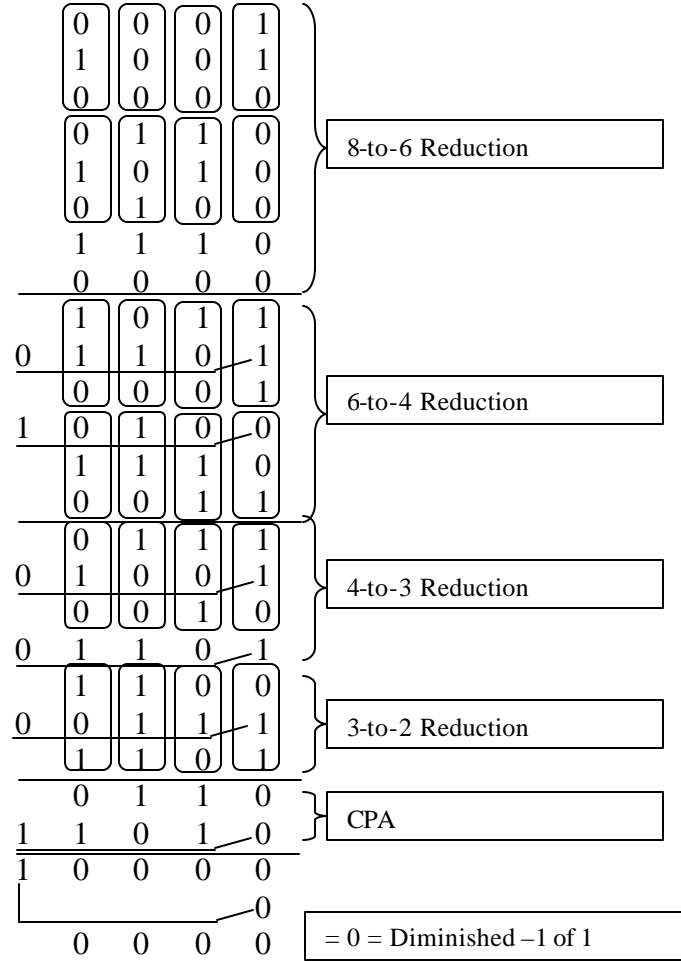 0 0 0 1
1 0 0 1
0 0 0 0
0 1 1 0
1 0 1 0
0 1 0 0
8-to-6 Reduction
1 1 1 0
0 0 0 0
1 0 1 1
0 1 1 0 1
0 0 0 1
6-to-4 Reduction
1 0 1 0 0
1 1 1 0
0 0 1 1
0 1 1 1
0 1 0 0 1
4-to-3 Reduction
0 0 1 0
0 1 1 0 1
1 1 0 0
0 0 1 1 1
3-to-2 Reduction
1 1 0 1
0 1 1 0
CPA
1 1 0 1 0
1 0 0 0 0
0
0 0 0 0
= 0 = Diminished –1 of 1